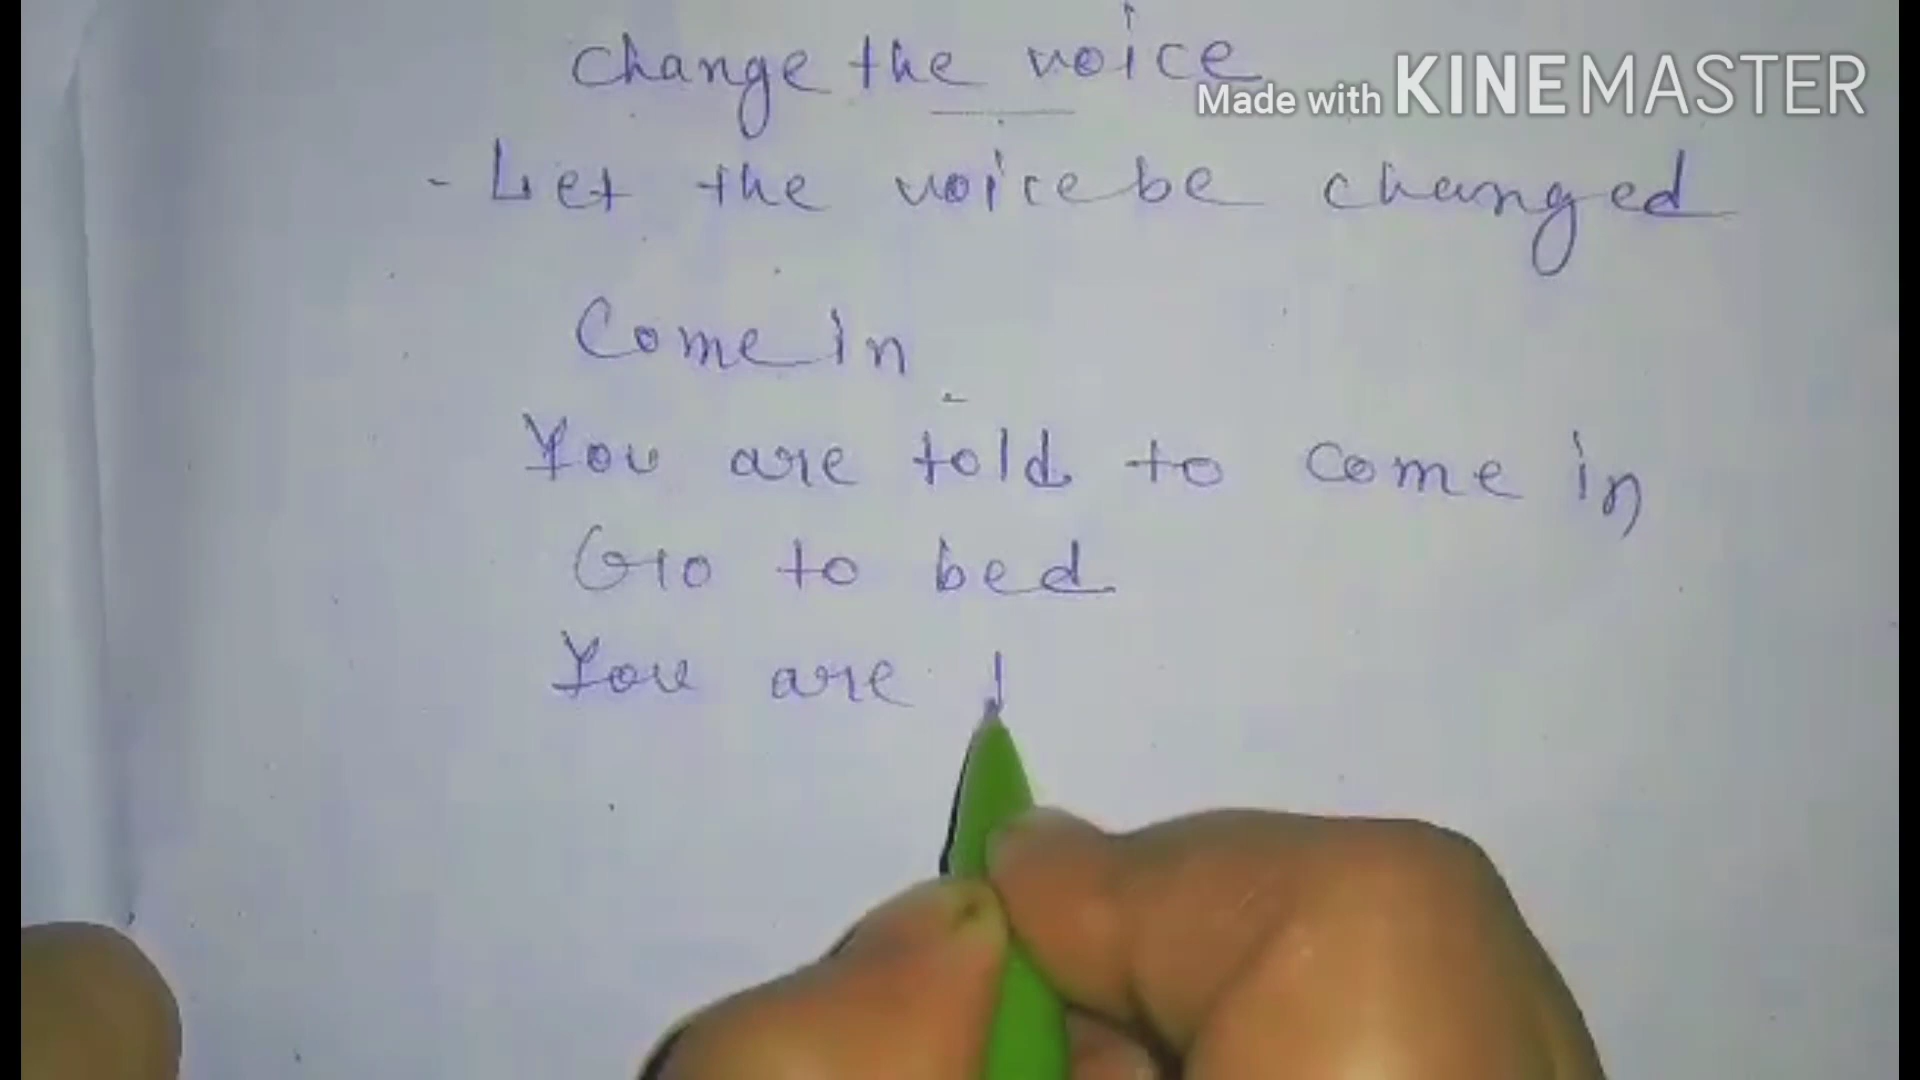 Change the voice
Made with KINEMASTER
- Let the voice be changed
Come in
You are told to come in
Go to bed
You are